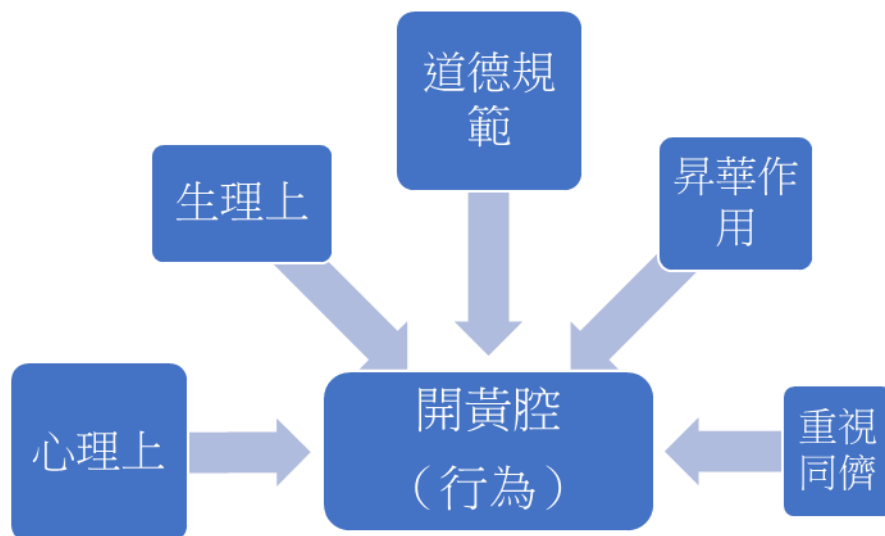 道德規
範
生理上
昇華作
用
心理上
開黃腔
（行為）
重視
同儕